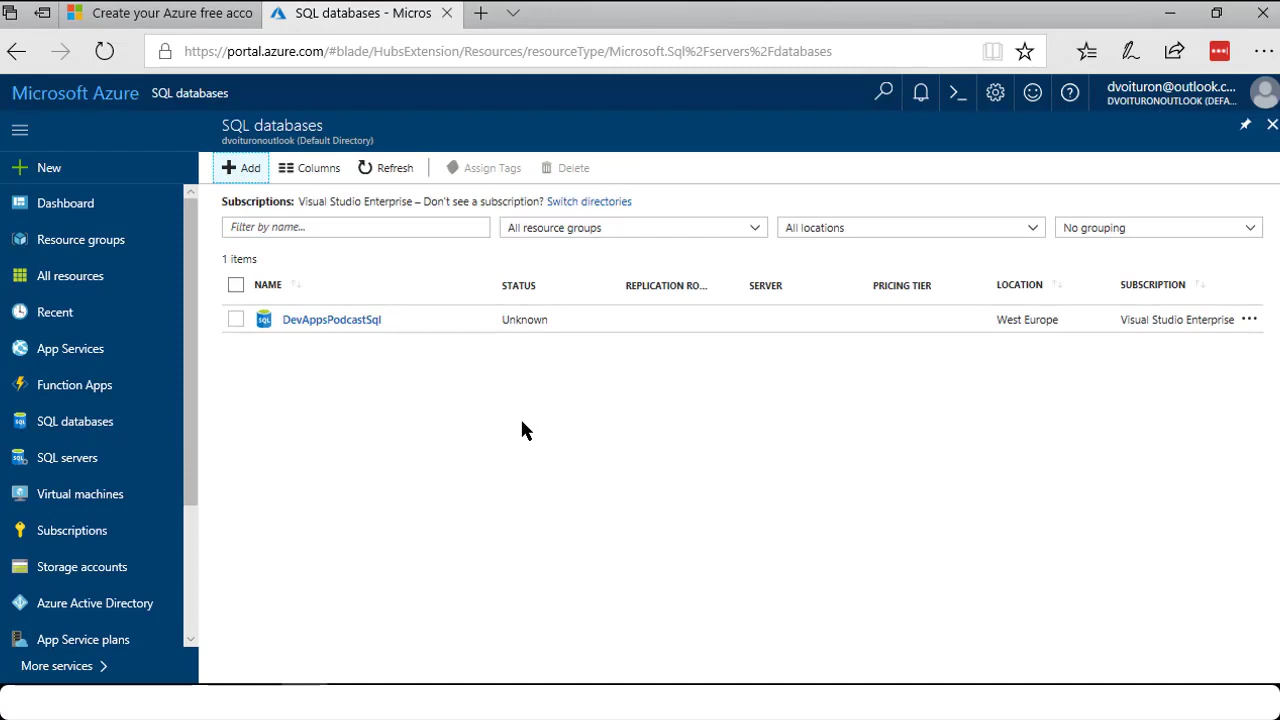 Create your Azure free acco
SQL databases - Micros
https://portal.azure.com/#blade/HubsExtension/Resources/resourceType/Microsoft.Sql%2Fservers%2Fdatabases
Microsoft Azure SQL databases
dvoituron@outlook.c...
DVOITURONOUTLOOK (DEFA...
SQL databases
dvoituronoutlook (Default Directory)
New
Add Columns Refresh Assign Tags Delete
Dashboard
Resource groups
All resources
Recent
App Services
Function Apps
SQL databases
SQL servers
Virtual machines
Subscriptions
Storage accounts
Azure Active Directory
App Service plans
More services
Subscriptions: Visual Studio Enterprise – Don't see a subscription? Switch directories
Filter by name... All resource groups All locations No grouping
1 items
NAME STATUS REPLICATION RO... SERVER PRICING TIER LOCATION SUBSCRIPTION
DevAppsPodcastSql Unknown West Europe Visual Studio Enterprise